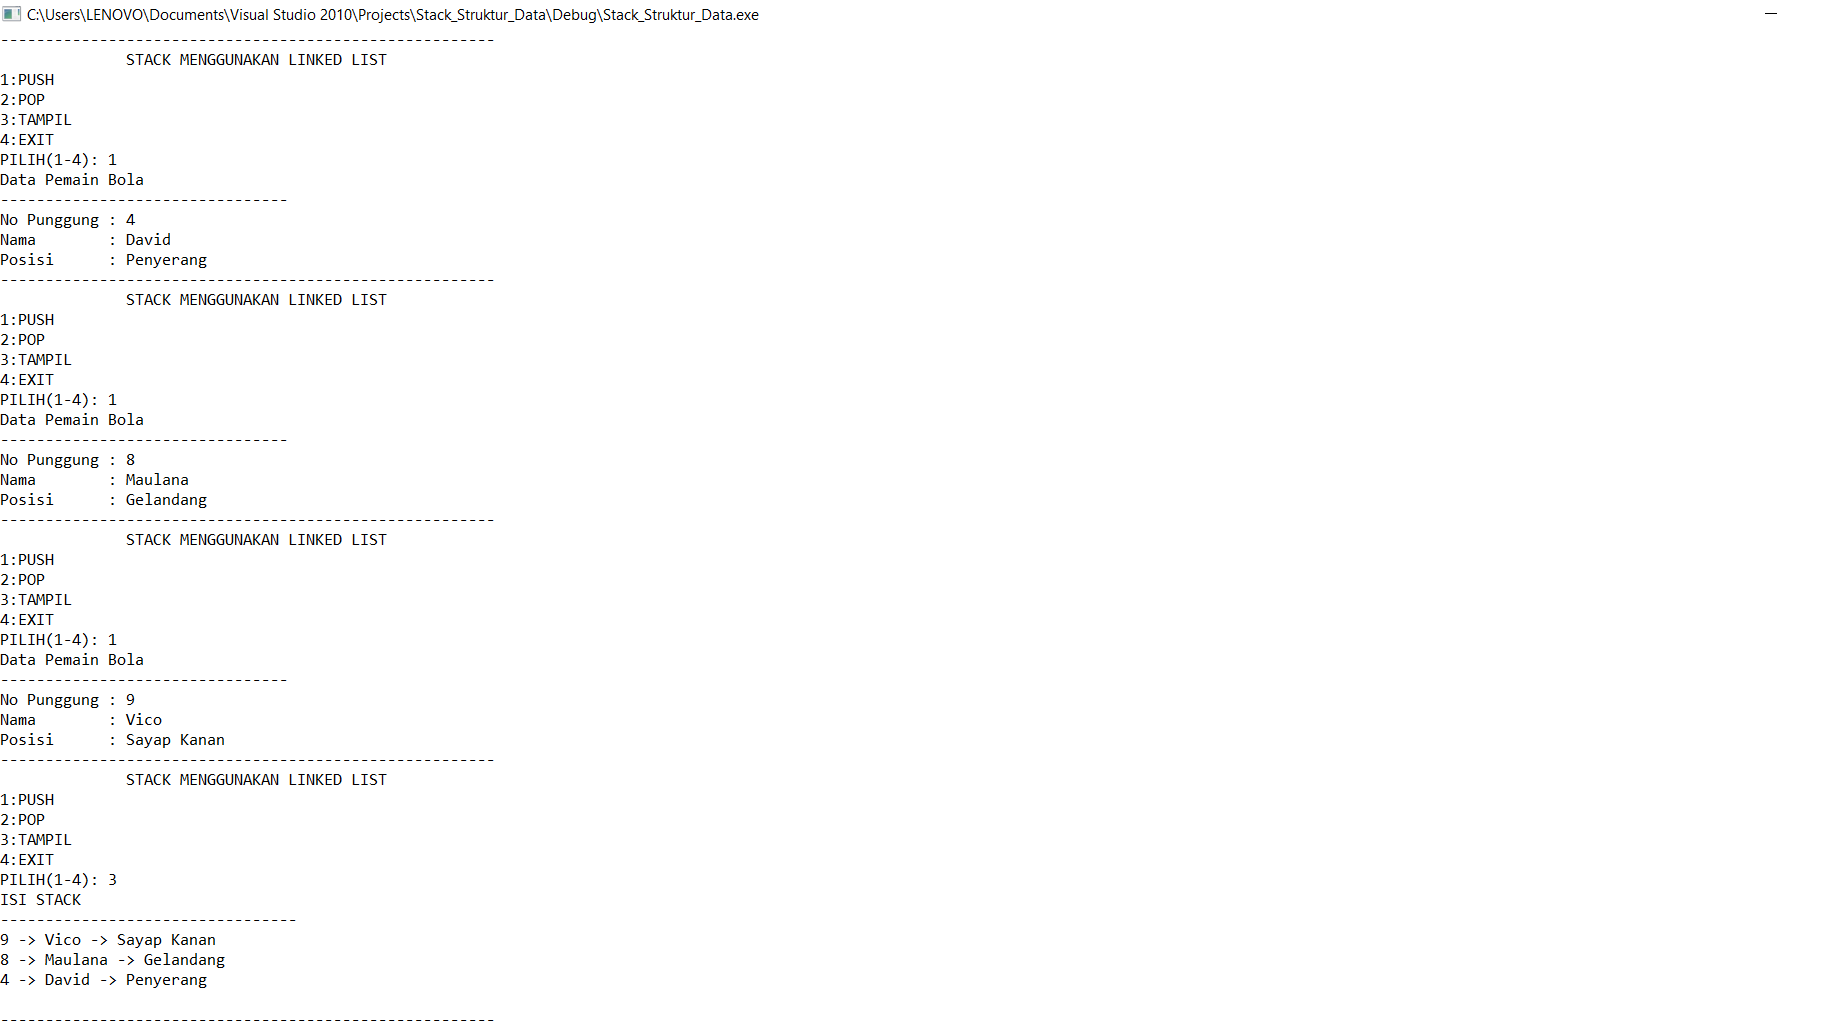 C:\Users\LENOVO\Documents\Visual Studio 2010\Projects\Stack_Struktur_Data\Debug\Stack_Struktur_Data.exe
-------------------------------------------------------
              STACK MENGGUNAKAN LINKED LIST
1:PUSH
2:POP
3:TAMPIL
4:EXIT
PILIH(1-4): 1
Data Pemain Bola
--------------------------------
No Punggung : 4
Nama        : David
Posisi      : Penyerang
-------------------------------------------------------
              STACK MENGGUNAKAN LINKED LIST
1:PUSH
2:POP
3:TAMPIL
4:EXIT
PILIH(1-4): 1
Data Pemain Bola
--------------------------------
No Punggung : 8
Nama        : Maulana
Posisi      : Gelandang
-------------------------------------------------------
              STACK MENGGUNAKAN LINKED LIST
1:PUSH
2:POP
3:TAMPIL
4:EXIT
PILIH(1-4): 1
Data Pemain Bola
--------------------------------
No Punggung : 9
Nama        : Vico
Posisi      : Sayap Kanan
-------------------------------------------------------
              STACK MENGGUNAKAN LINKED LIST
1:PUSH
2:POP
3:TAMPIL
4:EXIT
PILIH(1-4): 3
ISI STACK
---------------------------------
9 -> Vico -> Sayap Kanan
8 -> Maulana -> Gelandang
4 -> David -> Penyerang

-------------------------------------------------------